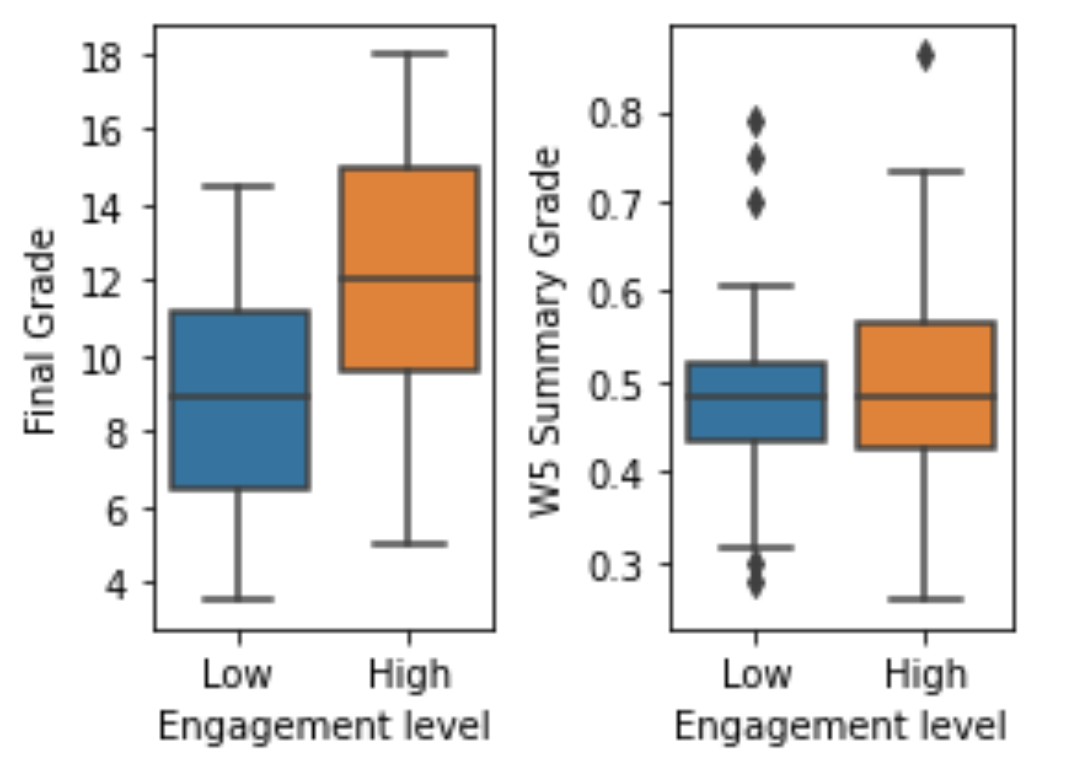 Final Grade
18
16
14
12
10
8
6
4
Low High
Engagement level
W5 Summary Grade
0.8
0.7
0.6
0.5
0.4
0.3
Low High
Engagement level